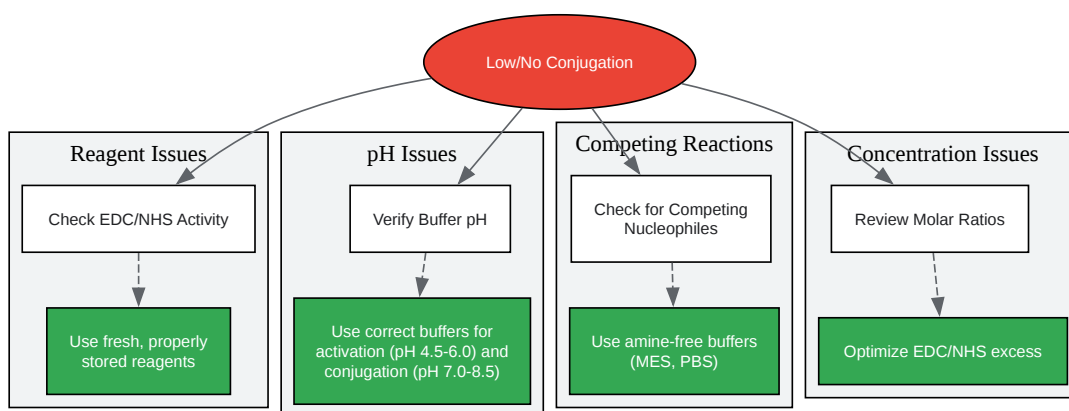 Low/No Conjugation
Reagent Issues
Check EDC/NHS Activity
Use fresh, properly
stored reagents
pH Issues
Verify Buffer pH
Use correct buffers for
activation (pH 4.5-6.0) and
conjugation (pH 7.0-8.5)
Competing Reactions
Check for Competing
Nucleophiles
Use amine-free buffers
(MES, PBS)
Concentration Issues
Review Molar Ratios
Optimize EDC/NHS excess